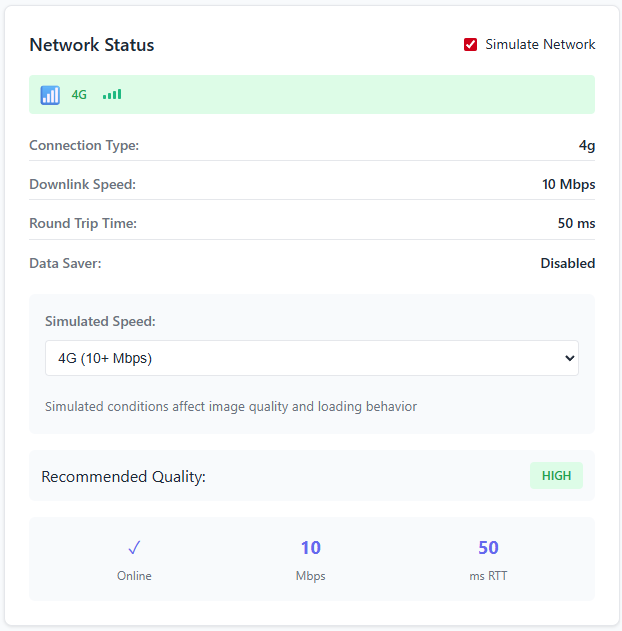 Network Status
Simulate Network
4G
Connection Type: 4g
Downlink Speed: 10 Mbps
Round Trip Time: 50 ms
Data Saver: Disabled
Simulated Speed:
4G (10+ Mbps)
Simulated conditions affect image quality and loading behavior
Recommended Quality: HIGH
✓ 10 50
Online Mbps ms RTT